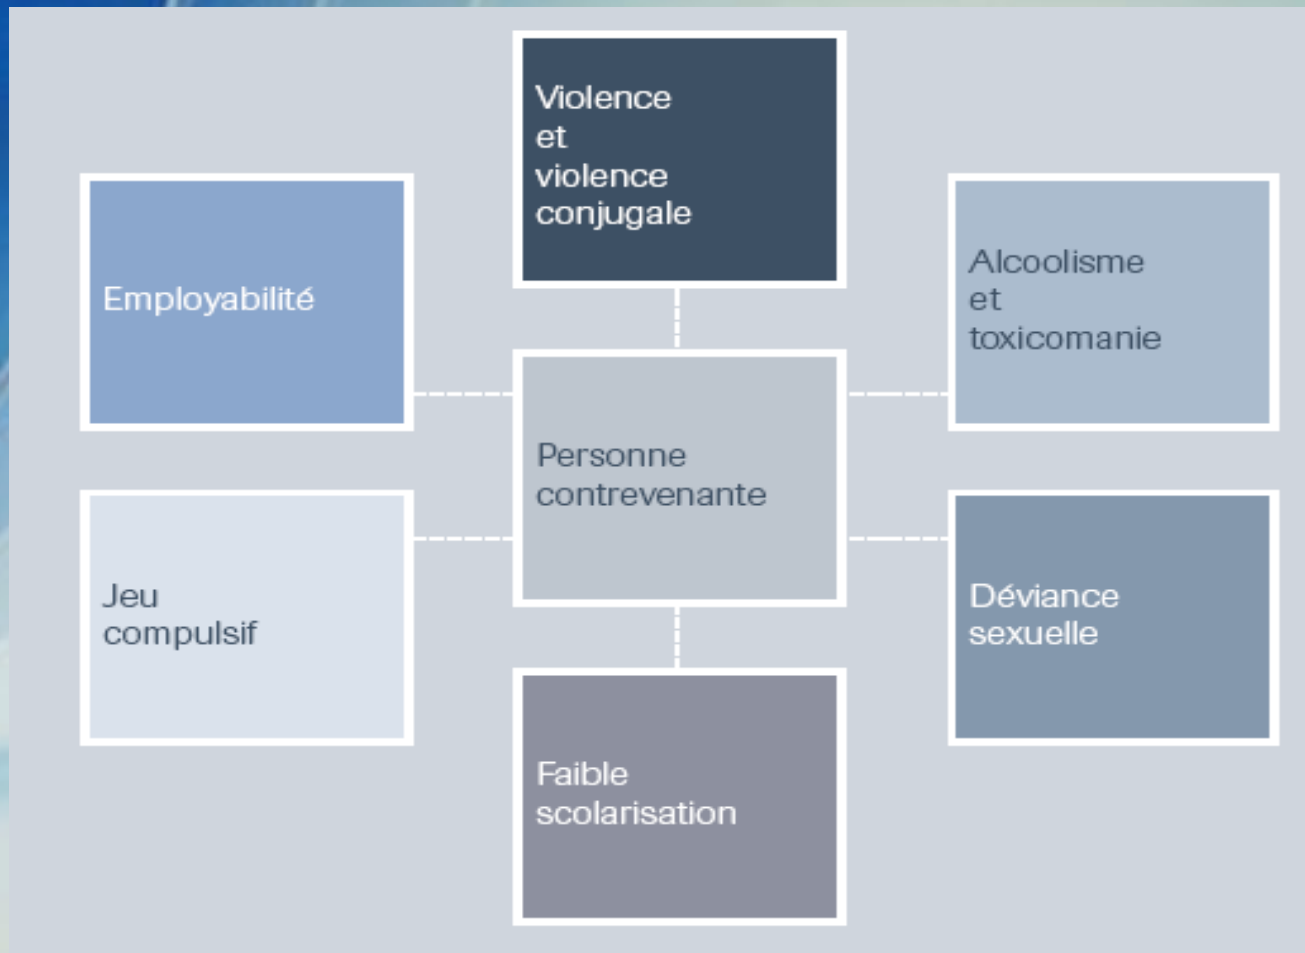 Violence
et
violence
conjugale
Employabilité
Alcoolisme
et
toxicomanie
Personne
contrevenante
Jeu
compulsif
Déviance
sexuelle
Faible
scolarisation